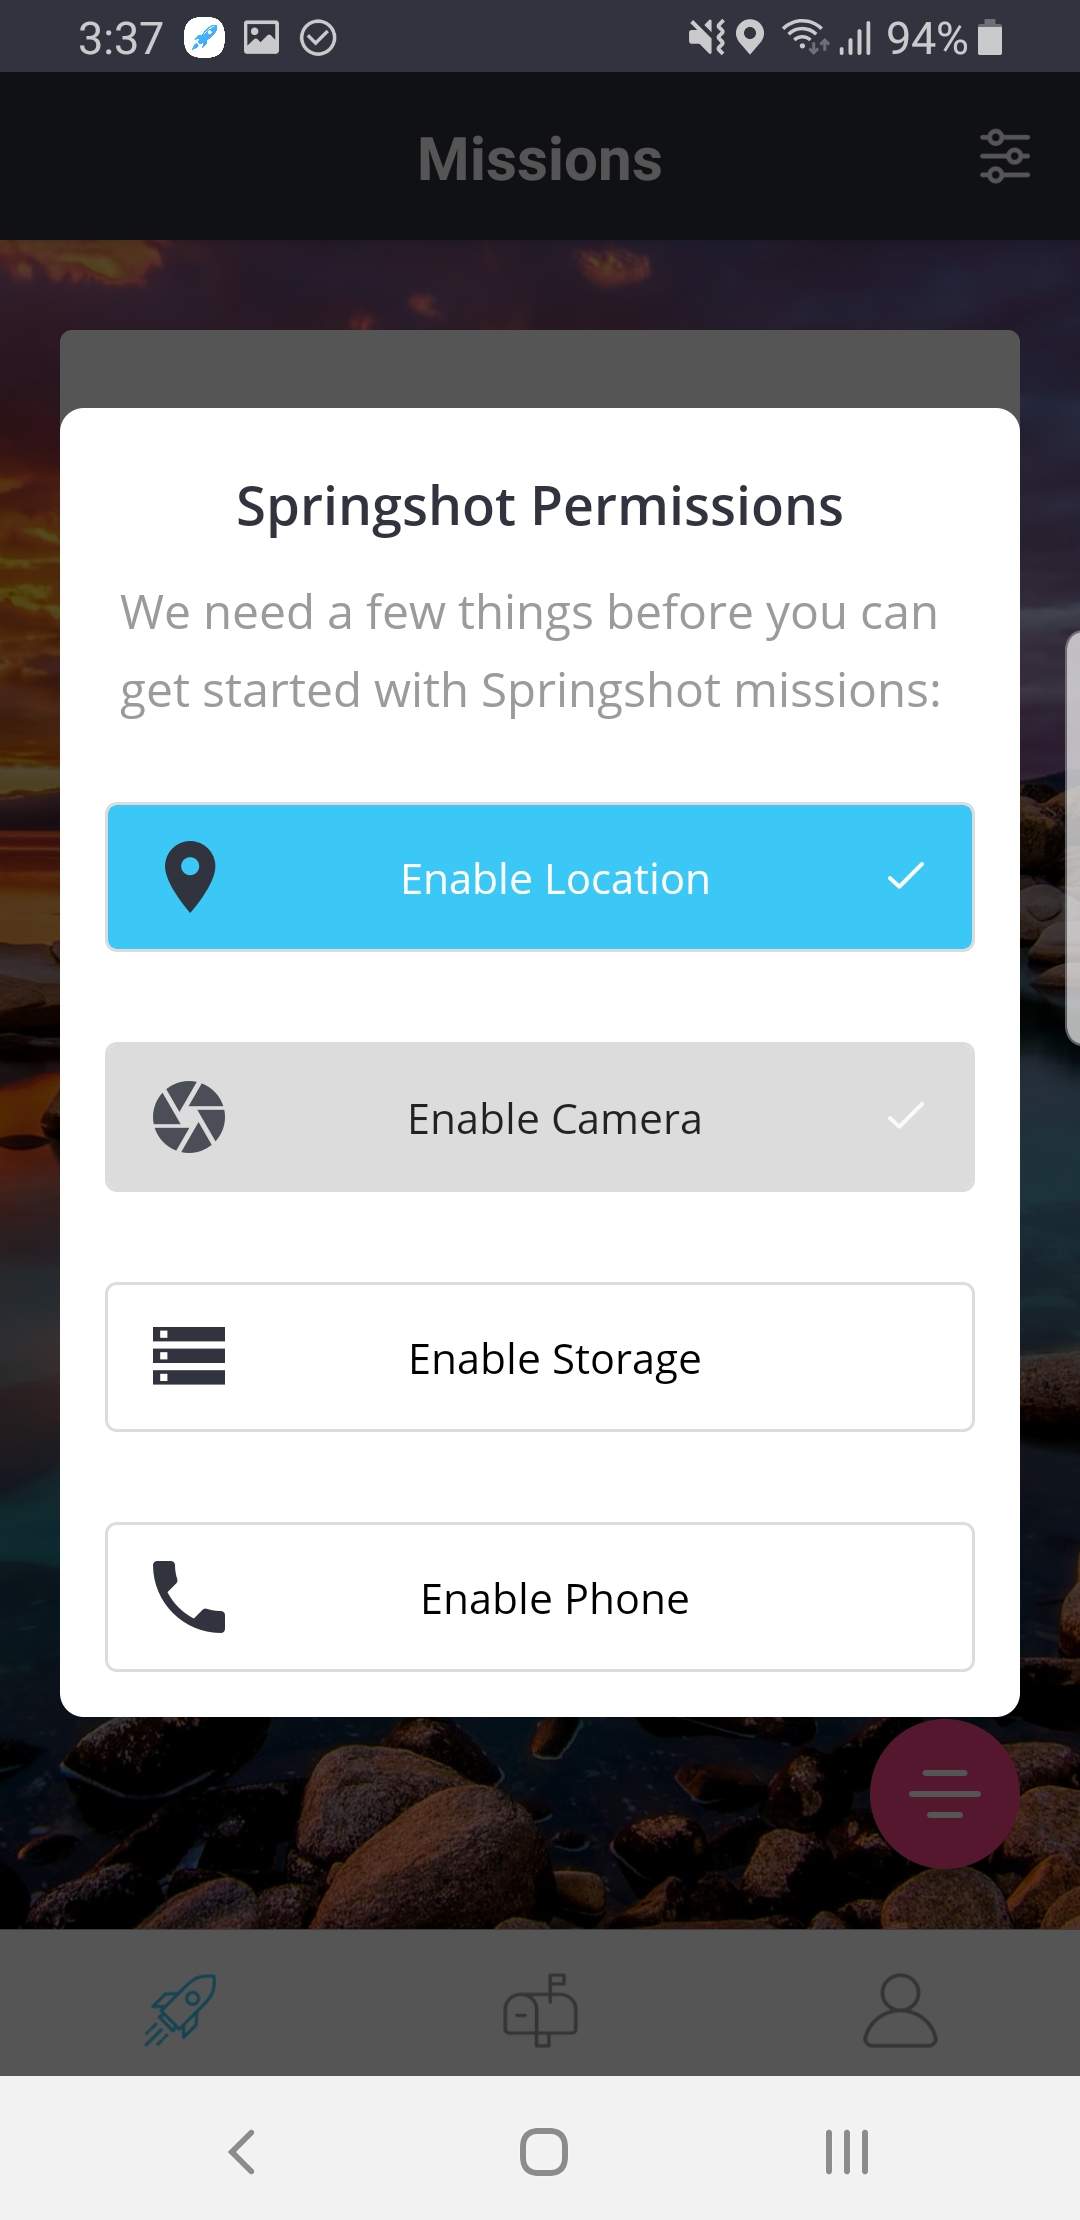 3:37
94%
Missions
Springshot Permissions
We need a few things before you can
get started with Springshot missions:
Enable Location
Enable Camera
Enable Storage
Enable Phone